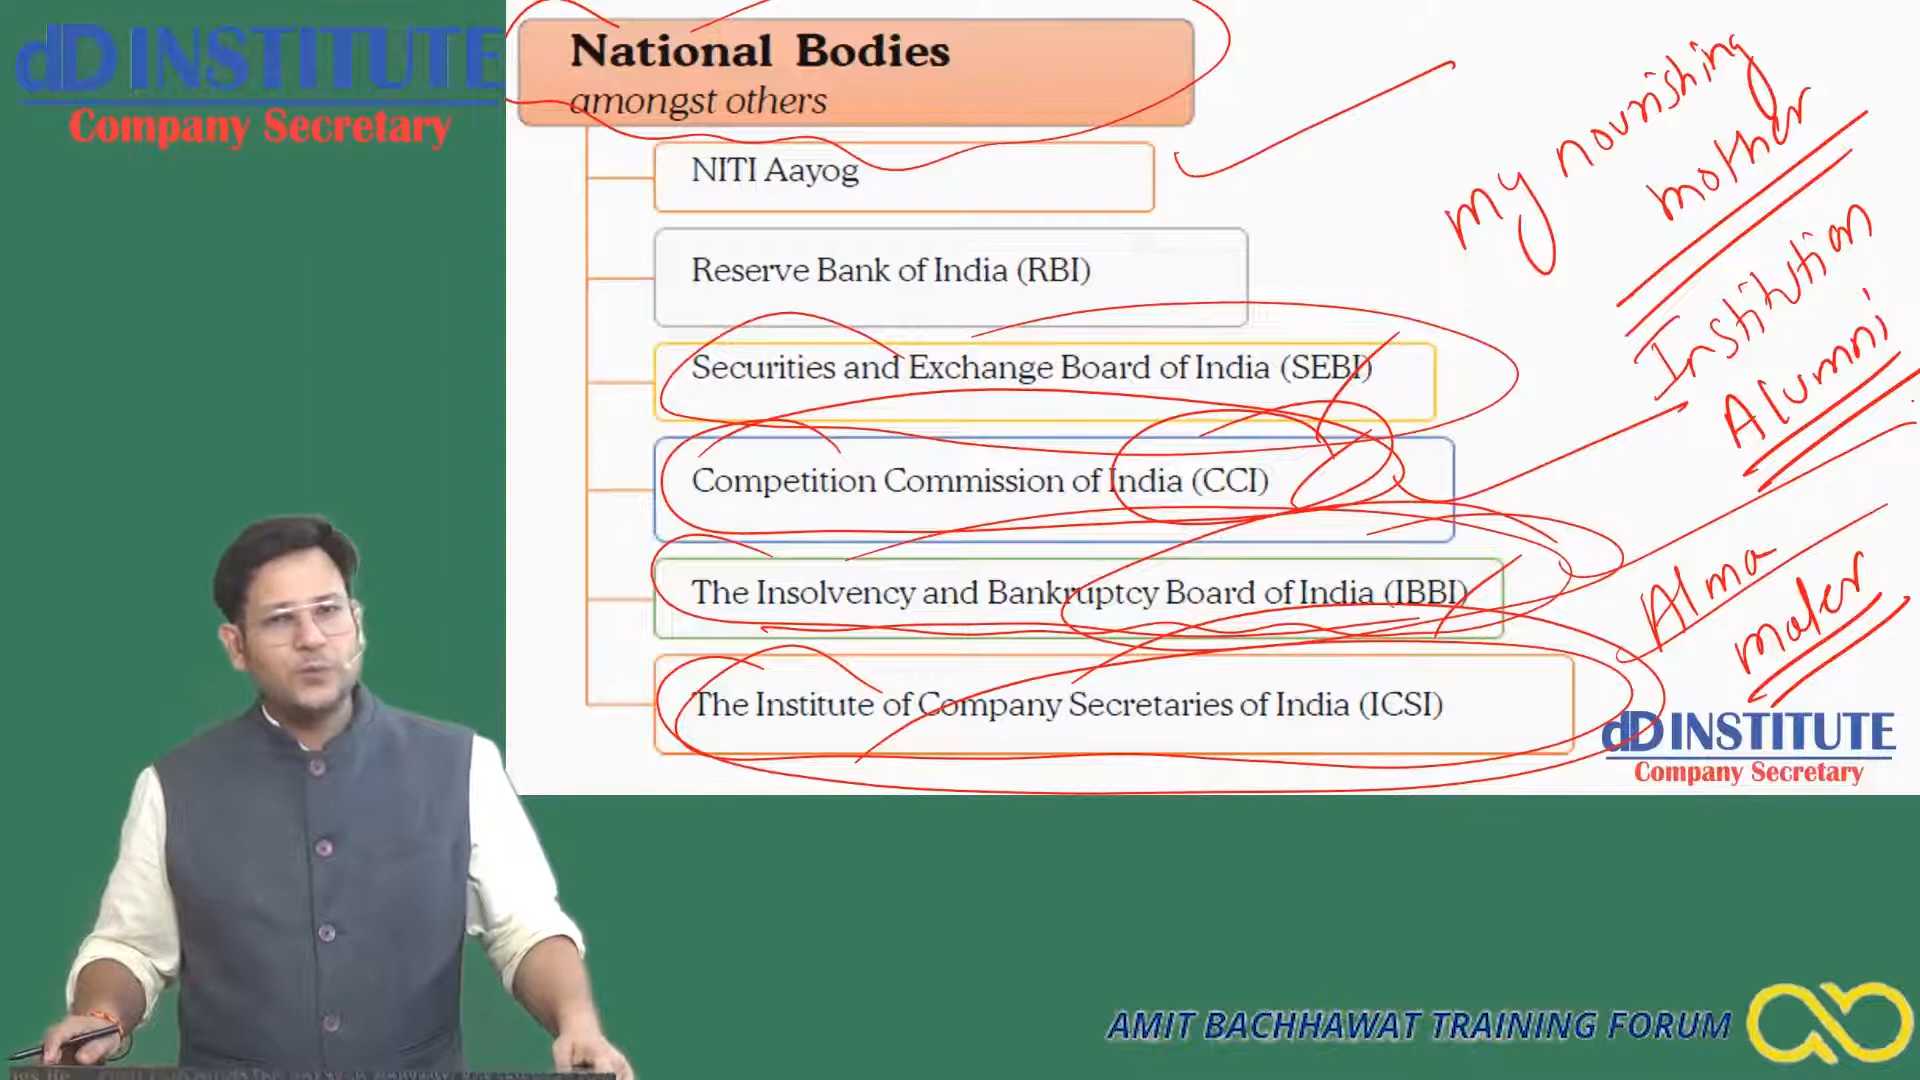 dD INSTITUTE
Company Secretary
National Bodies
amongst others
NITI Aayog
Reserve Bank of India (RBI)
Securities and Exchange Board of India (SEBI)
Competition Commission of India (CCI)
The Insolvency and Bankruptcy Board of India (IBBI)
The Institute of Company Secretaries of India (ICSI)
my nourishing
mother
Institution
Alumni
Alma
mater
dD INSTITUTE
Company Secretary
AMIT BACHHAWAT TRAINING FORUM